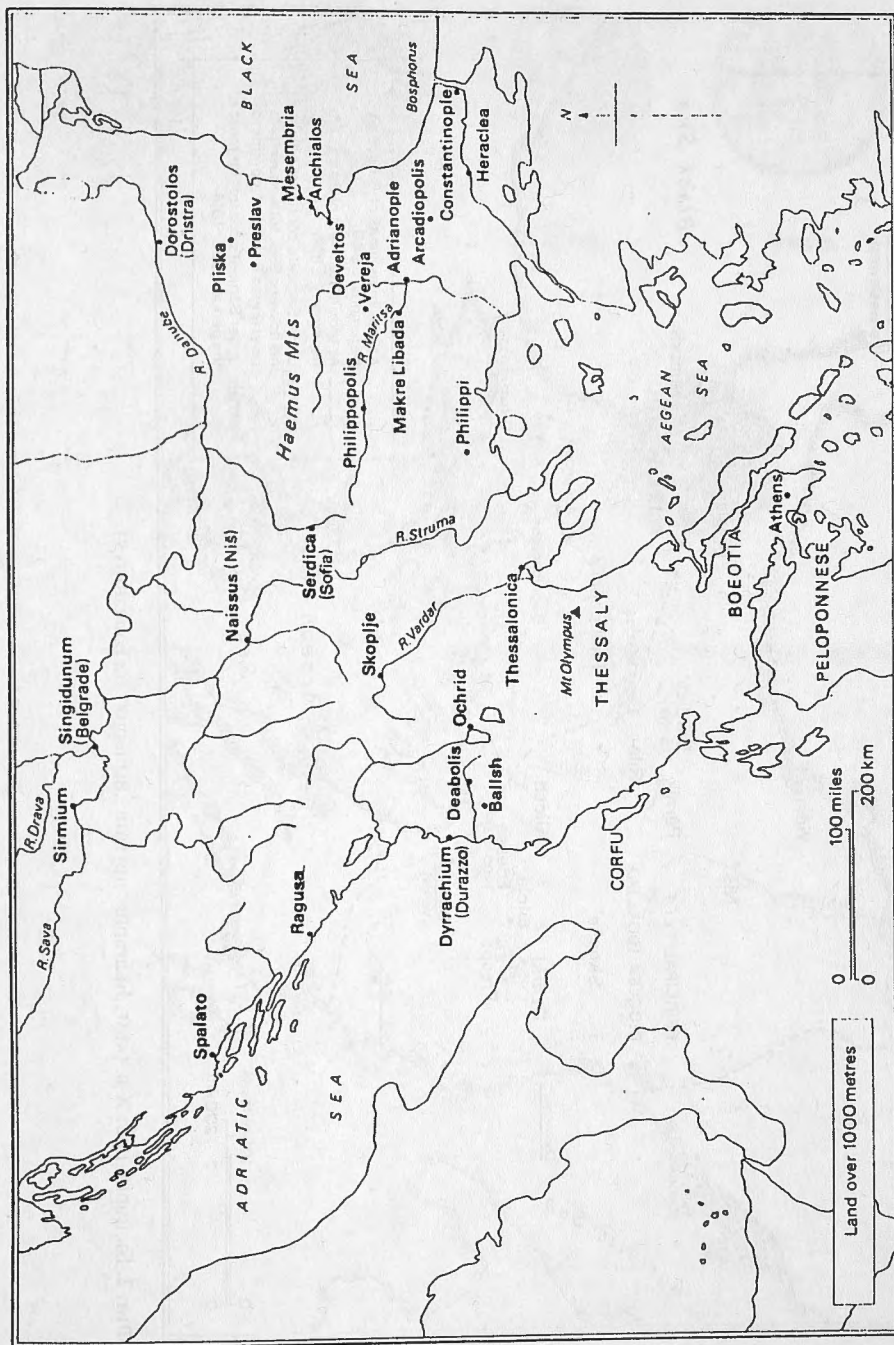 R. Drava
R. Sava
Sirmium
Singidunum
(Belgrade)
Spalato
ADRIATIC
SEA
Ragusa
Naissus (Niš)
Serdica
(Sofia)
R. Danube
Dorostolos
(Dristra)
Pliska
Preslav
BLACK
SEA
Mesembria
Anchialos
Develtos
Haemus Mts
Vereja
Philippopolis
R. Maritsa
Makre Libada
Adrianople
Arcadiopolis
Bosphorus
Constantinople
Heraclea
Skoplje
R. Vardar
R. Struma
Philippi
Ochrid
Deabolis
Ballsh
Dyrrachium
(Durazzo)
Thessalonica
Mt Olympus
THESSALY
CORFU
AEGEAN
SEA
BOEOTIA
Athens
PELOPONNESE
N
0 100 miles
0 200 km
Land over 1000 metres